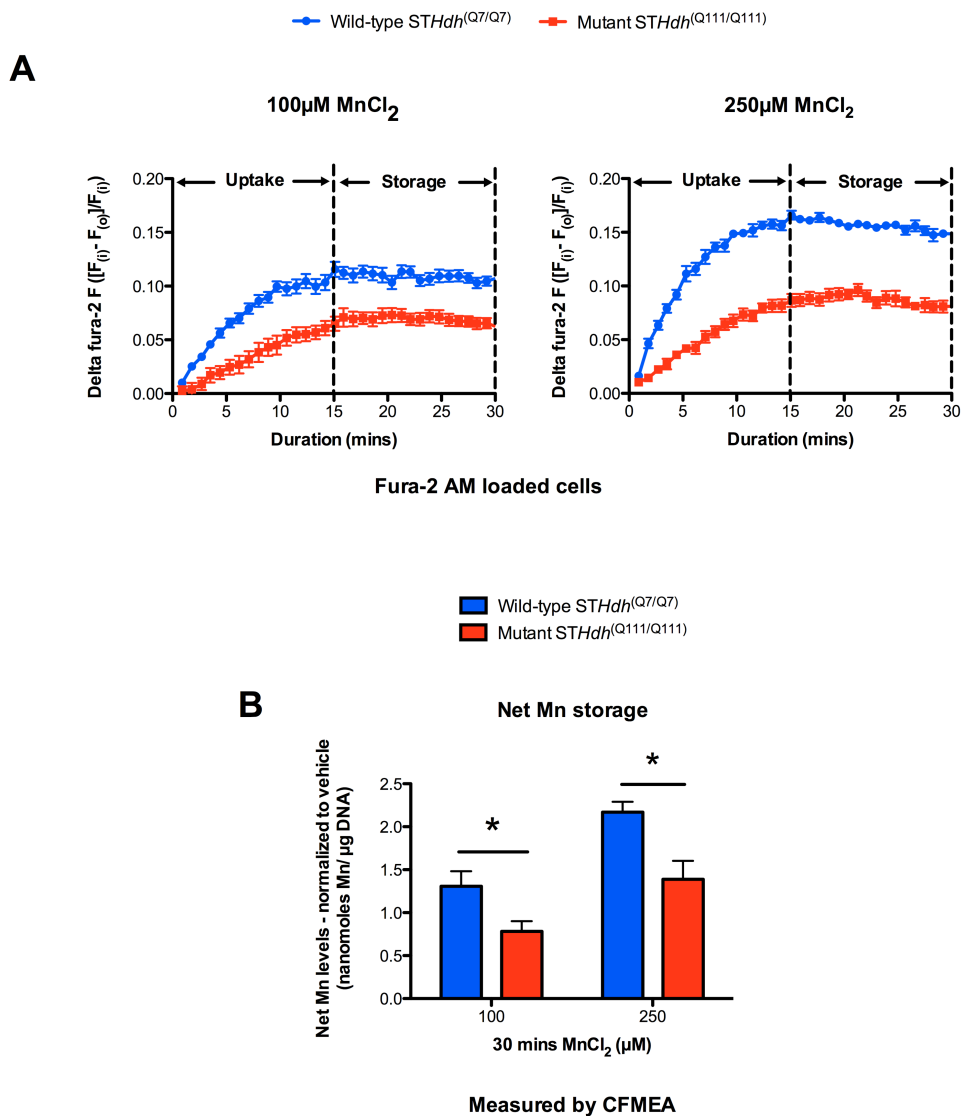 Wild-type STHdh(Q7/Q7) Mutant STHdh(Q111/Q111)
A
100µM MnCl2
250µM MnCl2
Delta fura-2 F ([F(i)- F(o)]/F(i)
0.20
0.15
0.10
0.05
0.00
Uptake
Storage
0 5 10 15 20 25 30
Duration (mins)
Delta fura-2 F ([F(i)- F(o)]/F(i)
0.20
0.15
0.10
0.05
0.00
Uptake
Storage
0 5 10 15 20 25 30
Duration (mins)
Fura-2 AM loaded cells
Wild-type STHdh(Q7/Q7)
Mutant STHdh(Q111/Q111)
B
Net Mn storage
Net Mn levels - normalized to vehicle
(nanomoles Mn/ µg DNA)
2.5
2.0
1.5
1.0
0.5
0.0
*
*
100 250
30 mins MnCl2 (µM)
Measured by CFMEA